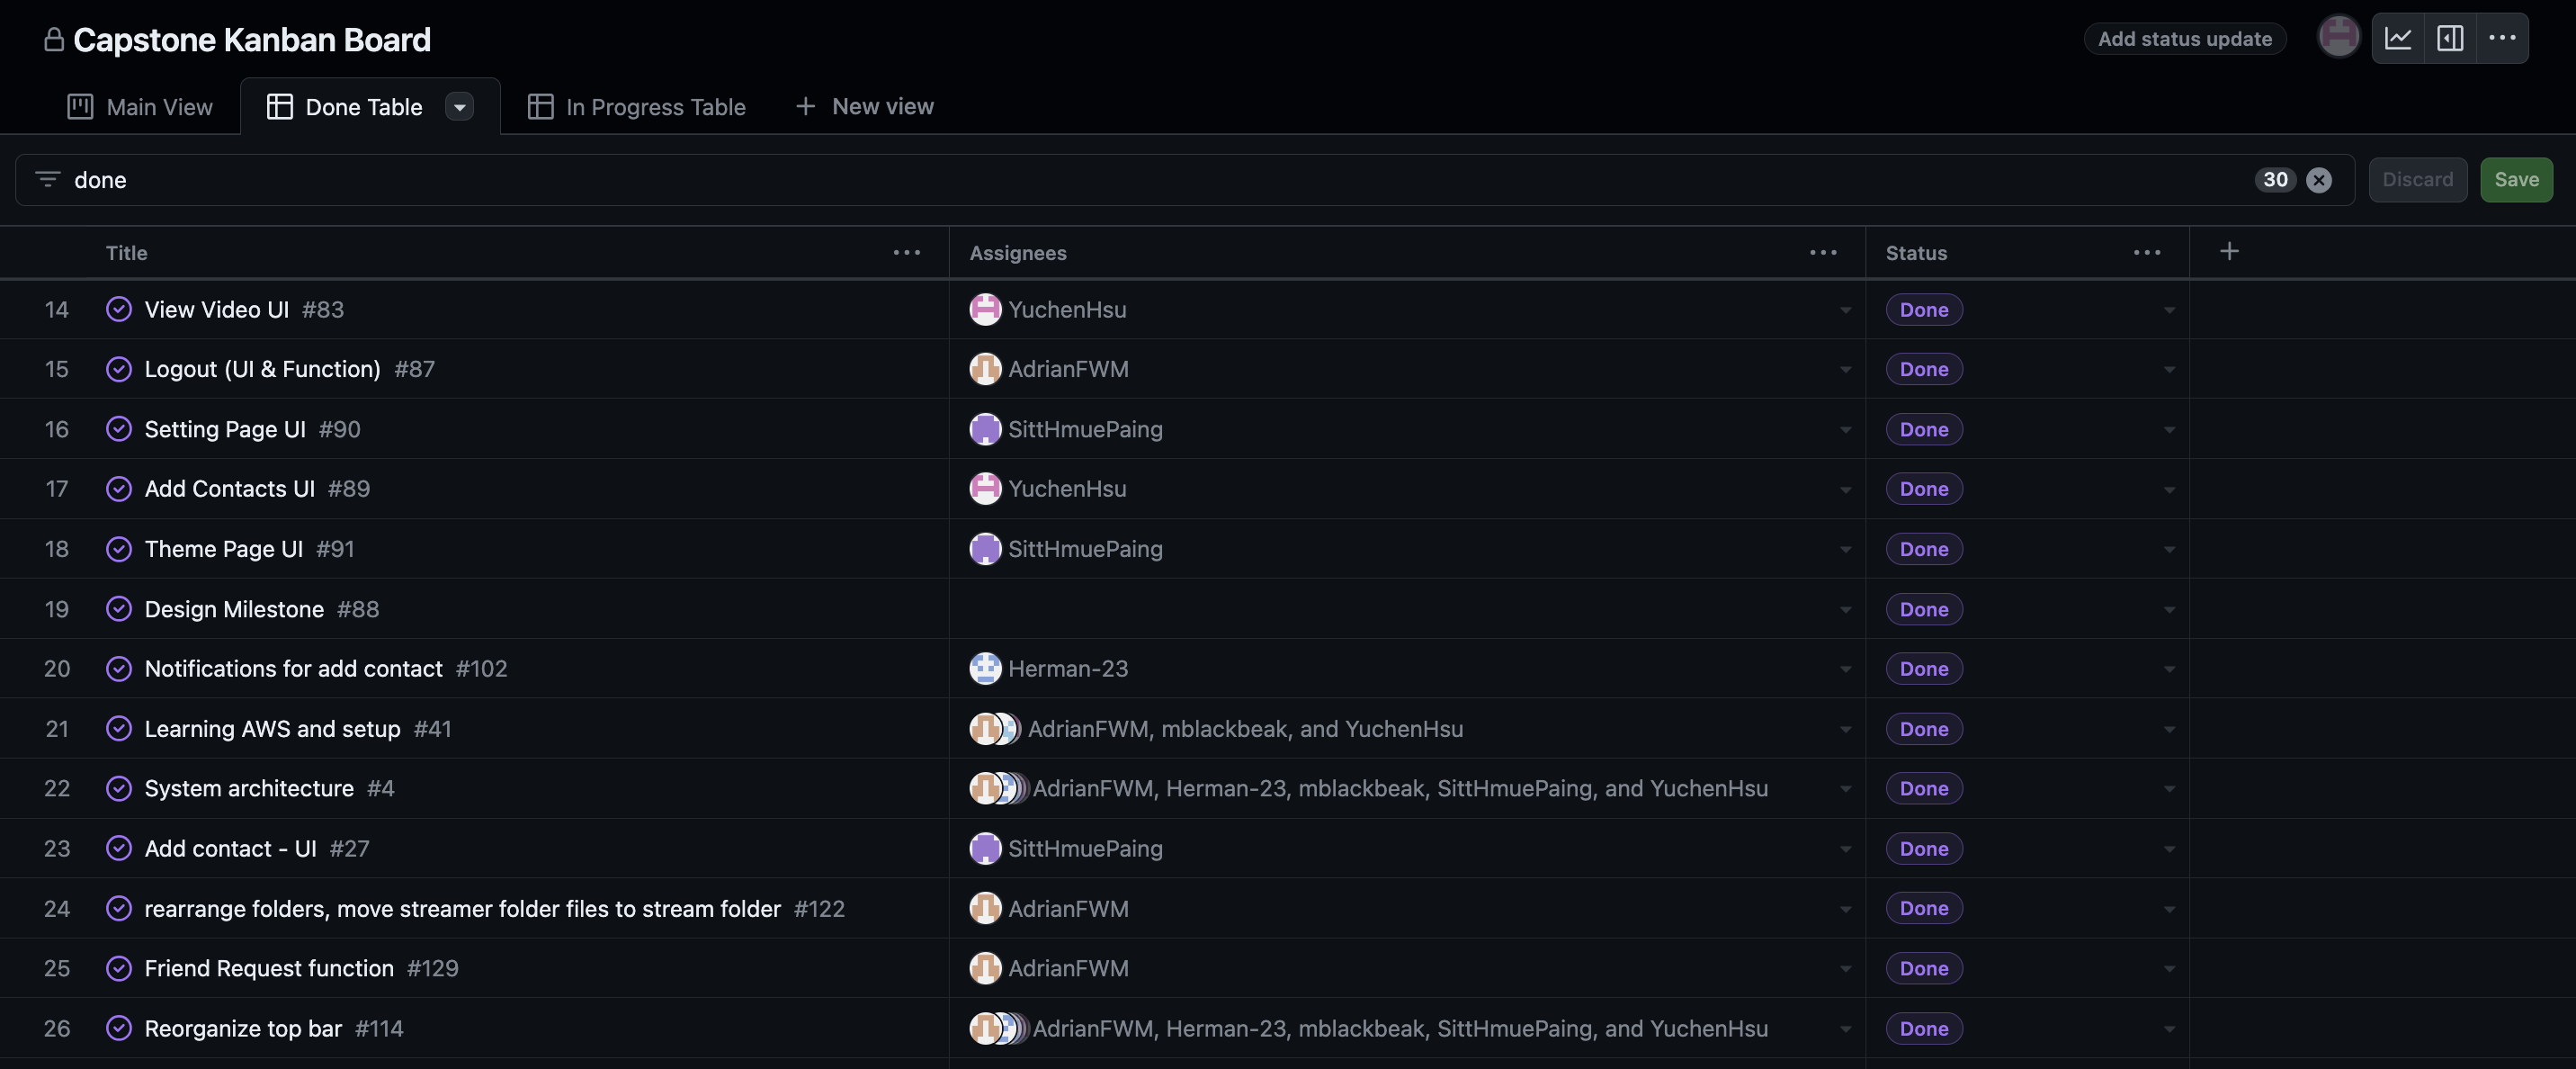 Capstone Kanban Board
Add status update
Main View
Done Table
In Progress Table
New view
done
30
Discard
Save
Title
Assignees
Status
14 View Video UI #83 YuchenHsu Done
15 Logout (UI & Function) #87 AdrianFWM Done
16 Setting Page UI #90 SittHmuePaing Done
17 Add Contacts UI #89 YuchenHsu Done
18 Theme Page UI #91 SittHmuePaing Done
19 Design Milestone #88 Done
20 Notifications for add contact #102 Herman-23 Done
21 Learning AWS and setup #41 AdrianFWM, mblackbeak, and YuchenHsu Done
22 System architecture #4 AdrianFWM, Herman-23, mblackbeak, SittHmuePaing, and YuchenHsu Done
23 Add contact - UI #27 SittHmuePaing Done
24 rearrange folders, move streamer folder files to stream folder #122 AdrianFWM Done
25 Friend Request function #129 AdrianFWM Done
26 Reorganize top bar #114 AdrianFWM, Herman-23, mblackbeak, SittHmuePaing, and YuchenHsu Done